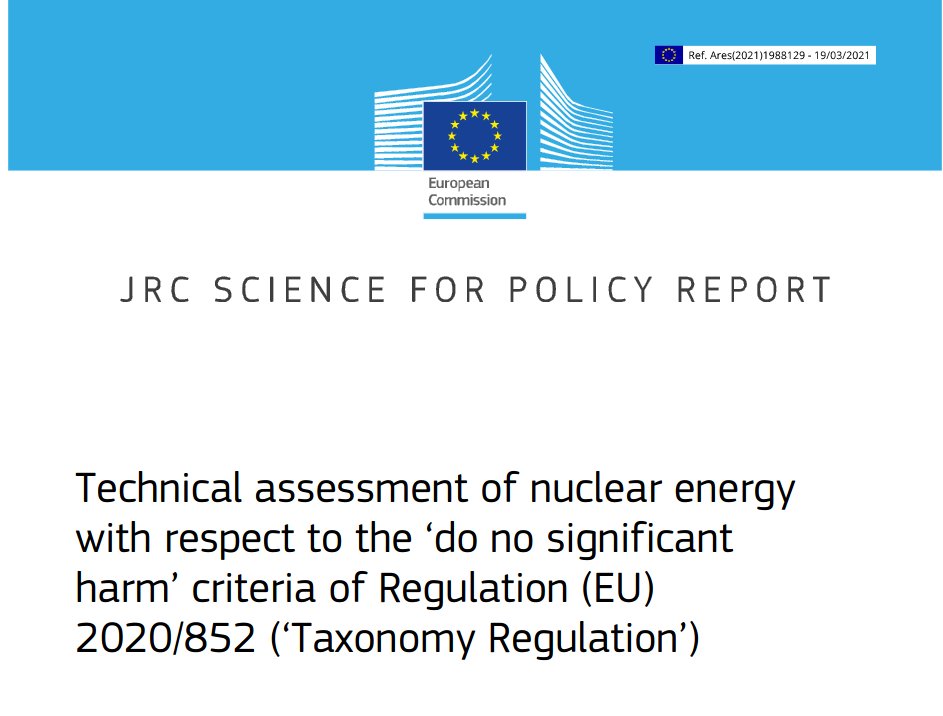 Ref. Ares(2021)1988129 - 19/03/2021
European
Commission
JRC SCIENCE FOR POLICY REPORT
Technical assessment of nuclear energy
with respect to the ‘do no significant
harm’ criteria of Regulation (EU)
2020/852 (‘Taxonomy Regulation’)